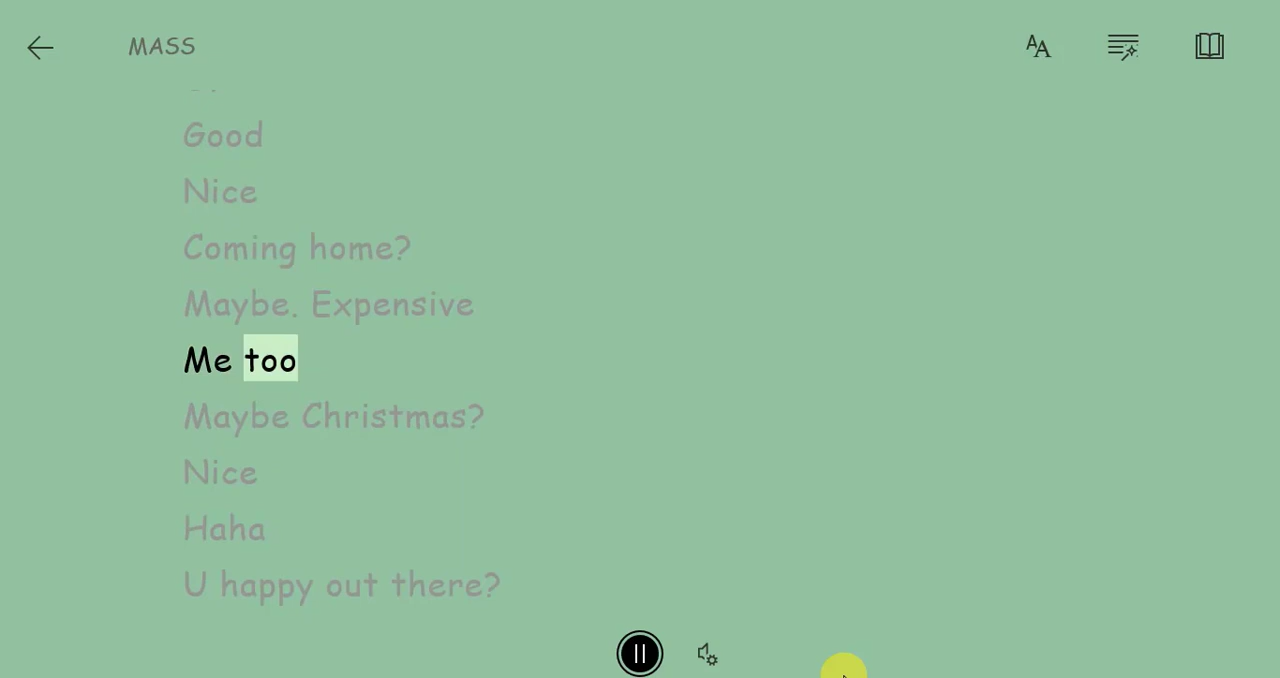 MASS
Good
Nice
Coming home?
Maybe. Expensive
Me too
Maybe Christmas?
Nice
Haha
U happy out there?